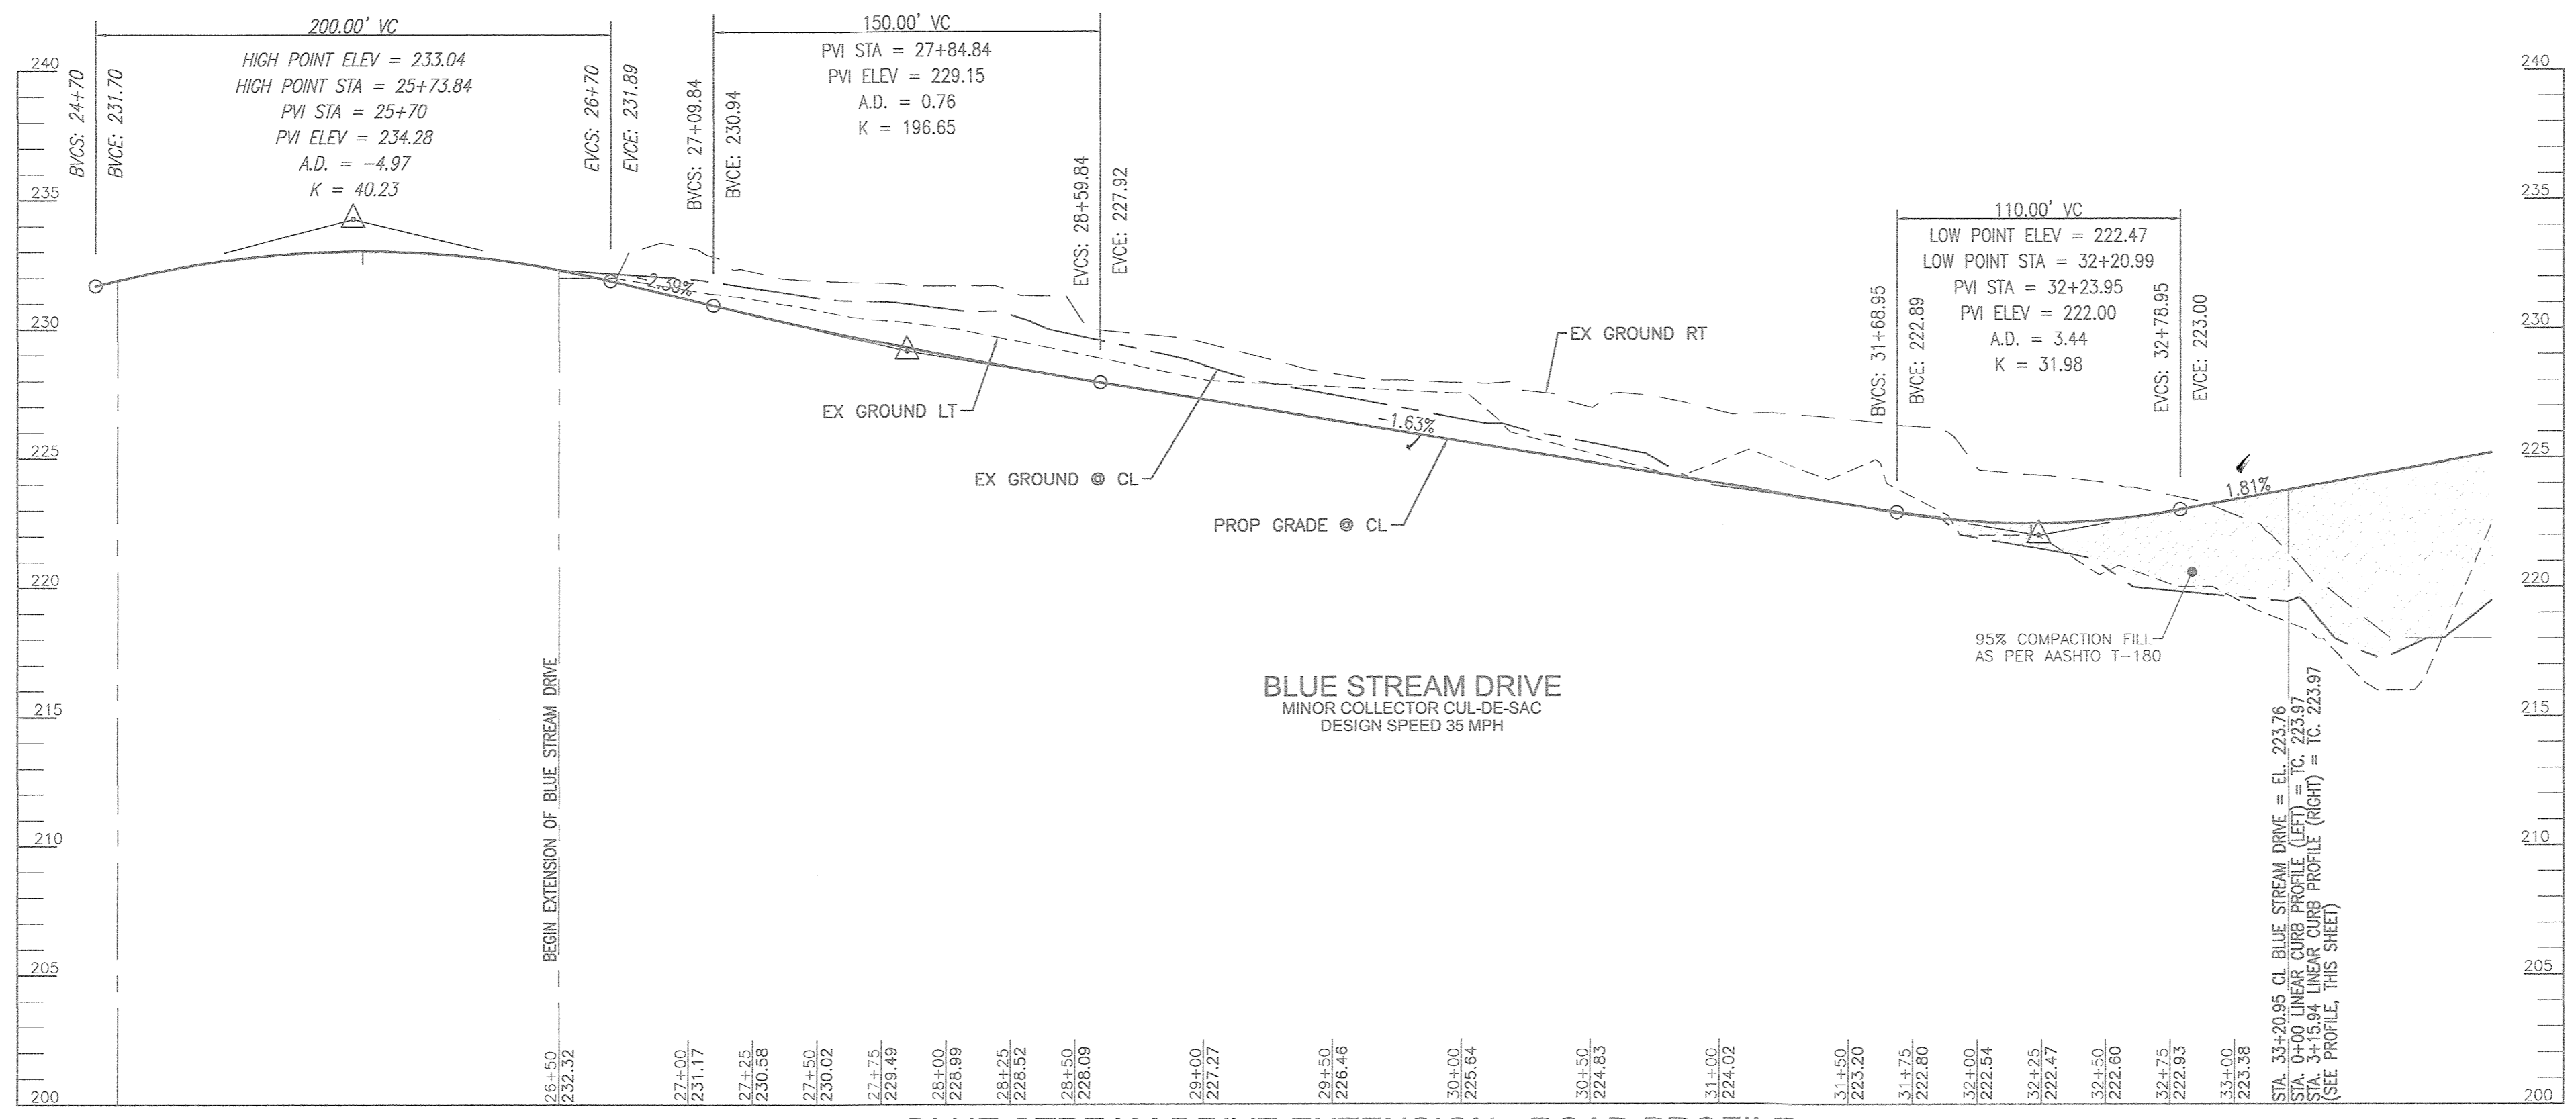 200.00' VC
HIGH POINT ELEV = 233.04
HIGH POINT STA = 25+73.84
PVI STA = 25+70
PVI ELEV = 234.28
A.D. = -4.97
K = 40.23
BVCS: 24+70
BVCE: 231.70
EVCS: 26+70
EVCE: 231.89
150.00' VC
PVI STA = 27+84.84
PVI ELEV = 229.15
A.D. = 0.76
K = 196.65
BVCS: 27+09.84
BVCE: 230.94
EVCS: 28+59.84
EVCE: 227.92
110.00' VC
LOW POINT ELEV = 222.47
LOW POINT STA = 32+20.99
PVI STA = 32+23.95
PVI ELEV = 222.00
A.D. = 3.44
K = 31.98
BVCS: 31+68.95
BVCE: 222.89
EVCS: 32+78.95
EVCE: 223.00
240
235
230
225
220
215
210
205
200
240
235
230
225
220
215
210
205
200
-2.39%
-1.63%
1.81%
EX GROUND RT
EX GROUND LT
EX GROUND @ CL
PROP GRADE @ CL
95% COMPACTION FILL
AS PER AASHTO T-180
BLUE STREAM DRIVE
MINOR COLLECTOR CUL-DE-SAC
DESIGN SPEED 35 MPH
BEGIN EXTENSION OF BLUE STREAM DRIVE
STA. 33+20.95 CL BLUE STREAM DRIVE = EL. 223.76
STA. 0+00 LINEAR CURB PROFILE (LEFT) = TC. 223.97
STA. 3+15.94 LINEAR CURB PROFILE (RIGHT) = TC. 223.97
(SEE PROFILE, THIS SHEET)
26+50
232.32
27+00
231.17
27+25
230.58
27+50
230.02
27+75
229.49
28+00
228.99
28+25
228.52
28+50
228.09
29+00
227.27
29+50
226.46
30+00
225.64
30+50
224.83
31+00
224.02
31+50
223.20
31+75
222.80
32+00
222.54
32+25
222.47
32+50
222.60
32+75
222.93
33+00
223.38
BLUE STREAM DRIVE EXTENSION - ROAD PROFILE